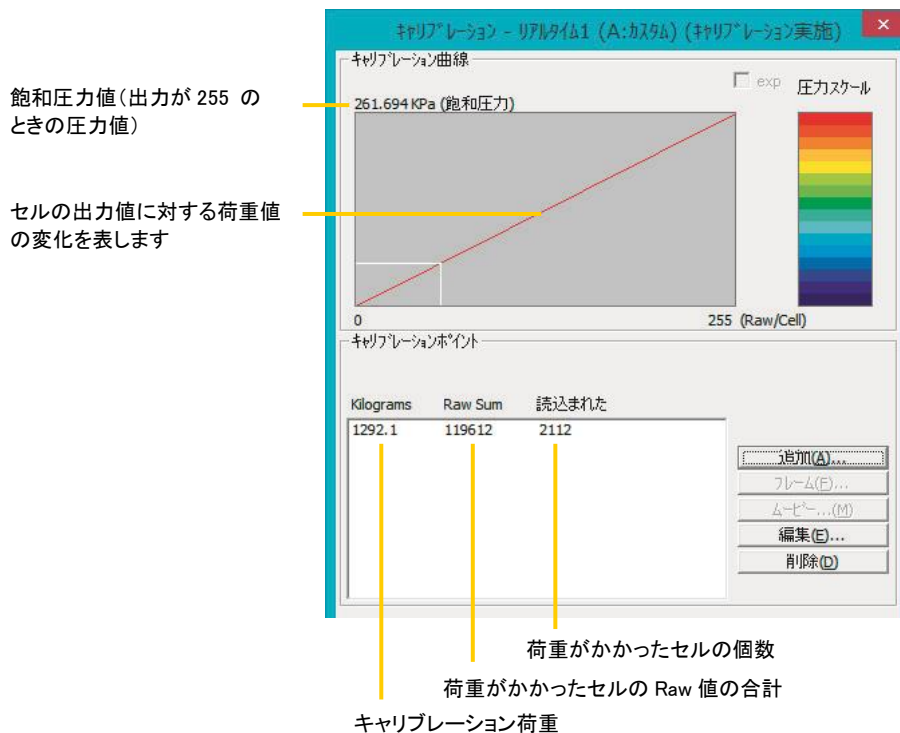 キャリブレーション - リアルタイム1 (A:カスタム) (キャリブレーション実施)
キャリブレーション曲線
exp
圧力スケール
飽和圧力値(出力が 255 の
ときの圧力値)
261.694 KPa (飽和圧力)
セルの出力値に対する荷重値
の変化を表します
0
255 (Raw/Cell)
キャリブレーションポイント
Kilograms Raw Sum 読込まれた
1292.1 119612 2112
追加(A)...
フレーム(F)...
ムービー...(M)
編集(E)...
削除(D)
荷重がかかったセルの個数
荷重がかかったセルの Raw 値の合計
キャリブレーション荷重